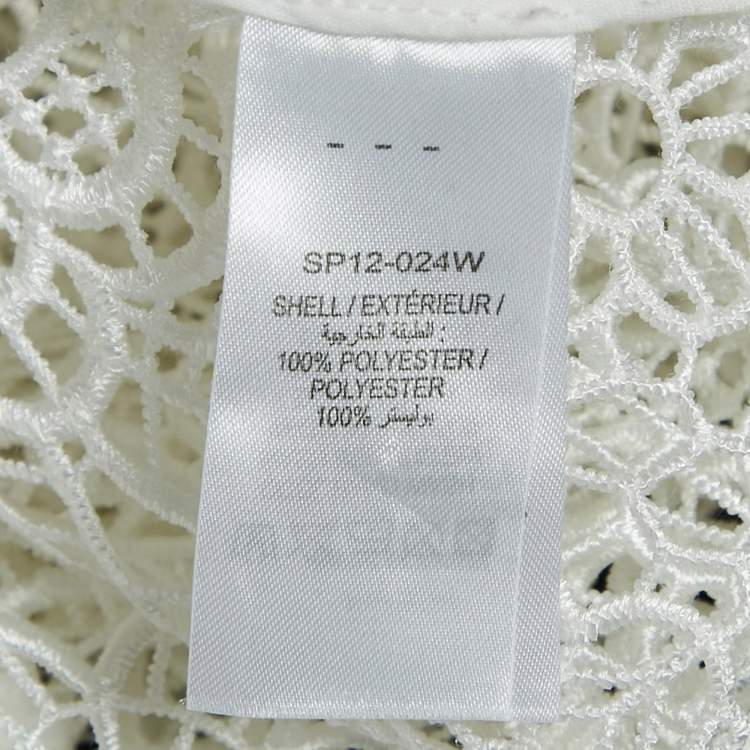 SP12-024W
SHELL / EXTÉRIEUR /
الطبقة الخارجية :
100% POLYESTER /
POLYESTER
100% بوليستر